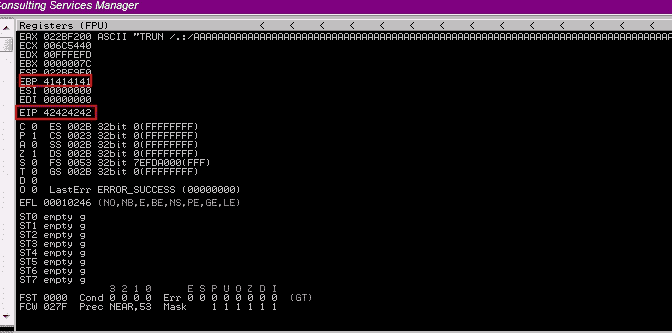 Consulting Services Manager
Registers (FPU) < < < < < < < < < < < <
EAX 022BF200 ASCII "TRUN /.:/AAAAAAAAAAAAAAAAAAAAAAAAAAAAAAAAAAAAAAAAAAAAAAAAAAAAAAAAAAAAAAAAAAAAA
ECX 006C5440
EDX 00FFFEFD
EBX 0000007C
ESP 022BF9E0
EBP 41414141
ESI 00000000
EDI 00000000
EIP 42424242
C 0 ES 002B 32bit 0(FFFFFFFF)
P 1 CS 0023 32bit 0(FFFFFFFF)
A 0 SS 002B 32bit 0(FFFFFFFF)
Z 1 DS 002B 32bit 0(FFFFFFFF)
S 0 FS 0053 32bit 7EFDA000(FFF)
T 0 GS 002B 32bit 0(FFFFFFFF)
D 0
O 0 LastErr ERROR_SUCCESS (00000000)
EFL 00010246 (NO,NB,E,BE,NS,PE,GE,LE)
ST0 empty g
ST1 empty g
ST2 empty g
ST3 empty g
ST4 empty g
ST5 empty g
ST6 empty g
ST7 empty g
3 2 1 0 E S P U O Z D I
FST 0000 Cond 0 0 0 0 Err 0 0 0 0 0 0 0 0 (GT)
FCW 027F Prec NEAR,53 Mask 1 1 1 1 1 1